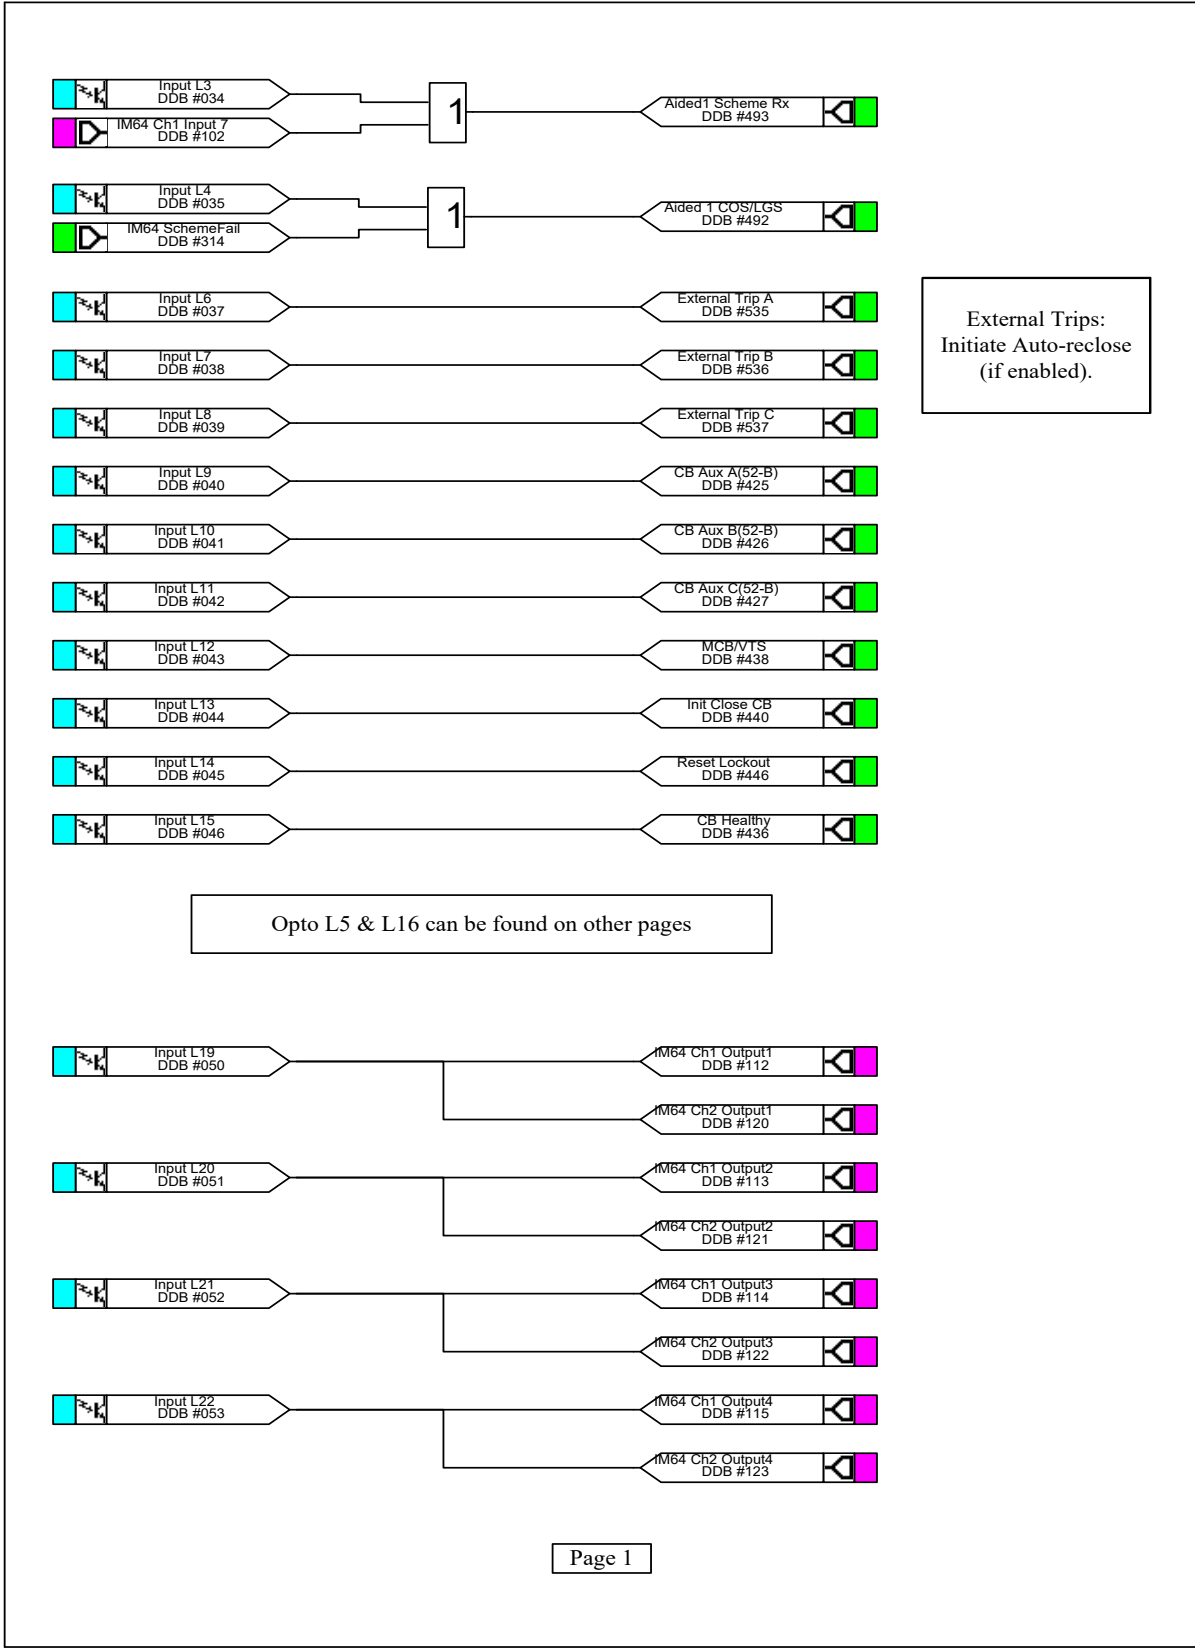 Input L3
DDB #034
IM64 Ch1 Input 7
DDB #102
1
Aided1 Scheme Rx
DDB #493
Input L4
DDB #035
IM64 SchemeFail
DDB #314
1
Aided 1 COS/LGS
DDB #492
Input L6
DDB #037
External Trip A
DDB #535
External Trips:
Initiate Auto-reclose
(if enabled).
Input L7
DDB #038
External Trip B
DDB #536
Input L8
DDB #039
External Trip C
DDB #537
Input L9
DDB #040
CB Aux A(52-B)
DDB #425
Input L10
DDB #041
CB Aux B(52-B)
DDB #426
Input L11
DDB #042
CB Aux C(52-B)
DDB #427
Input L12
DDB #043
MCB/VTS
DDB #438
Input L13
DDB #044
Init Close CB
DDB #440
Input L14
DDB #045
Reset Lockout
DDB #446
Input L15
DDB #046
CB Healthy
DDB #436
Opto L5 & L16 can be found on other pages
Input L19
DDB #050
IM64 Ch1 Output1
DDB #112
IM64 Ch2 Output1
DDB #120
Input L20
DDB #051
IM64 Ch1 Output2
DDB #113
IM64 Ch2 Output2
DDB #121
Input L21
DDB #052
IM64 Ch1 Output3
DDB #114
IM64 Ch2 Output3
DDB #122
Input L22
DDB #053
IM64 Ch1 Output4
DDB #115
IM64 Ch2 Output4
DDB #123
Page 1